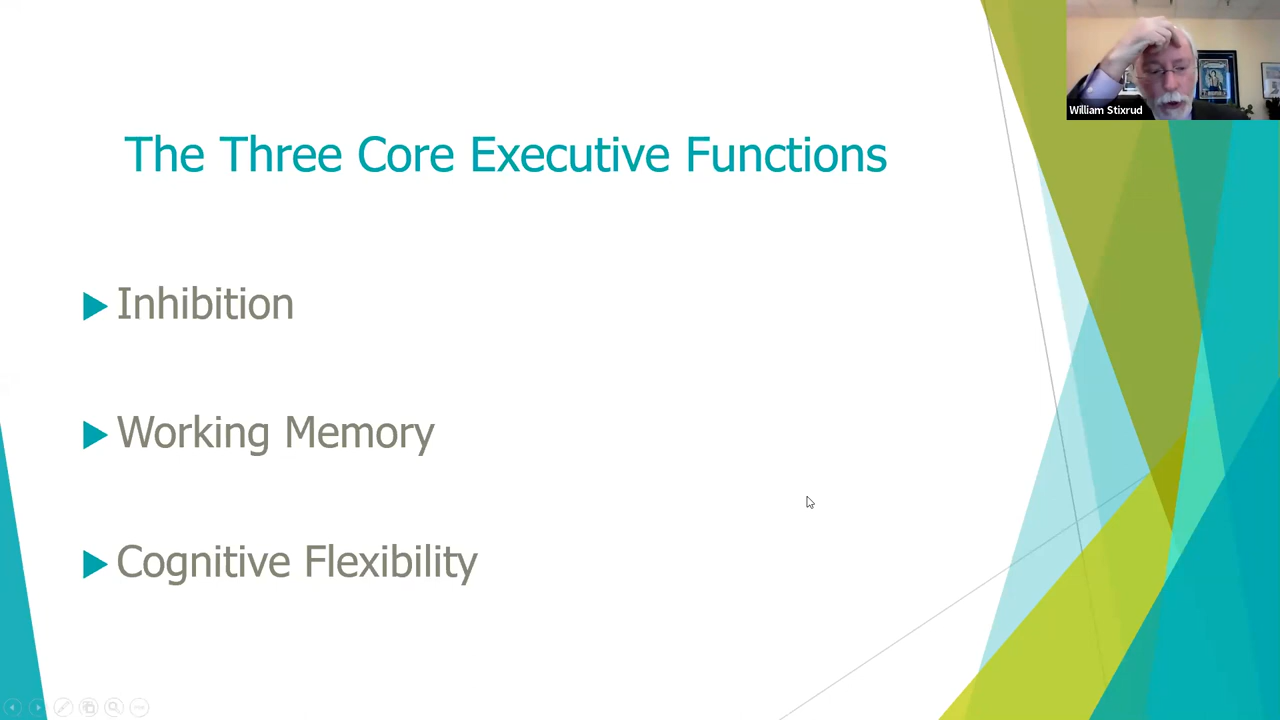 William Stixrud
The Three Core Executive Functions
Inhibition
Working Memory
Cognitive Flexibility